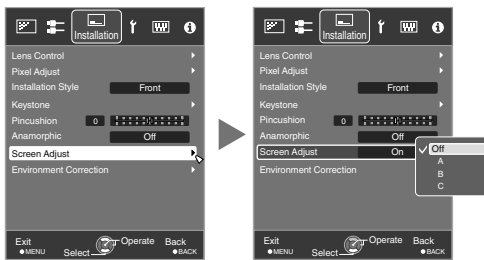 Installation
Lens Control
Pixel Adjust
Installation Style Front
Keystone
Pincushion 0
Anamorphic Off
Screen Adjust
Environment Correction
Exit Operate Back
MENU Select BACK
Installation
Lens Control
Pixel Adjust
Installation Style Front
Keystone
Pincushion 0
Anamorphic Off
Screen Adjust On
Environment Correction
Off
A
B
C
Exit Operate Back
MENU Select BACK